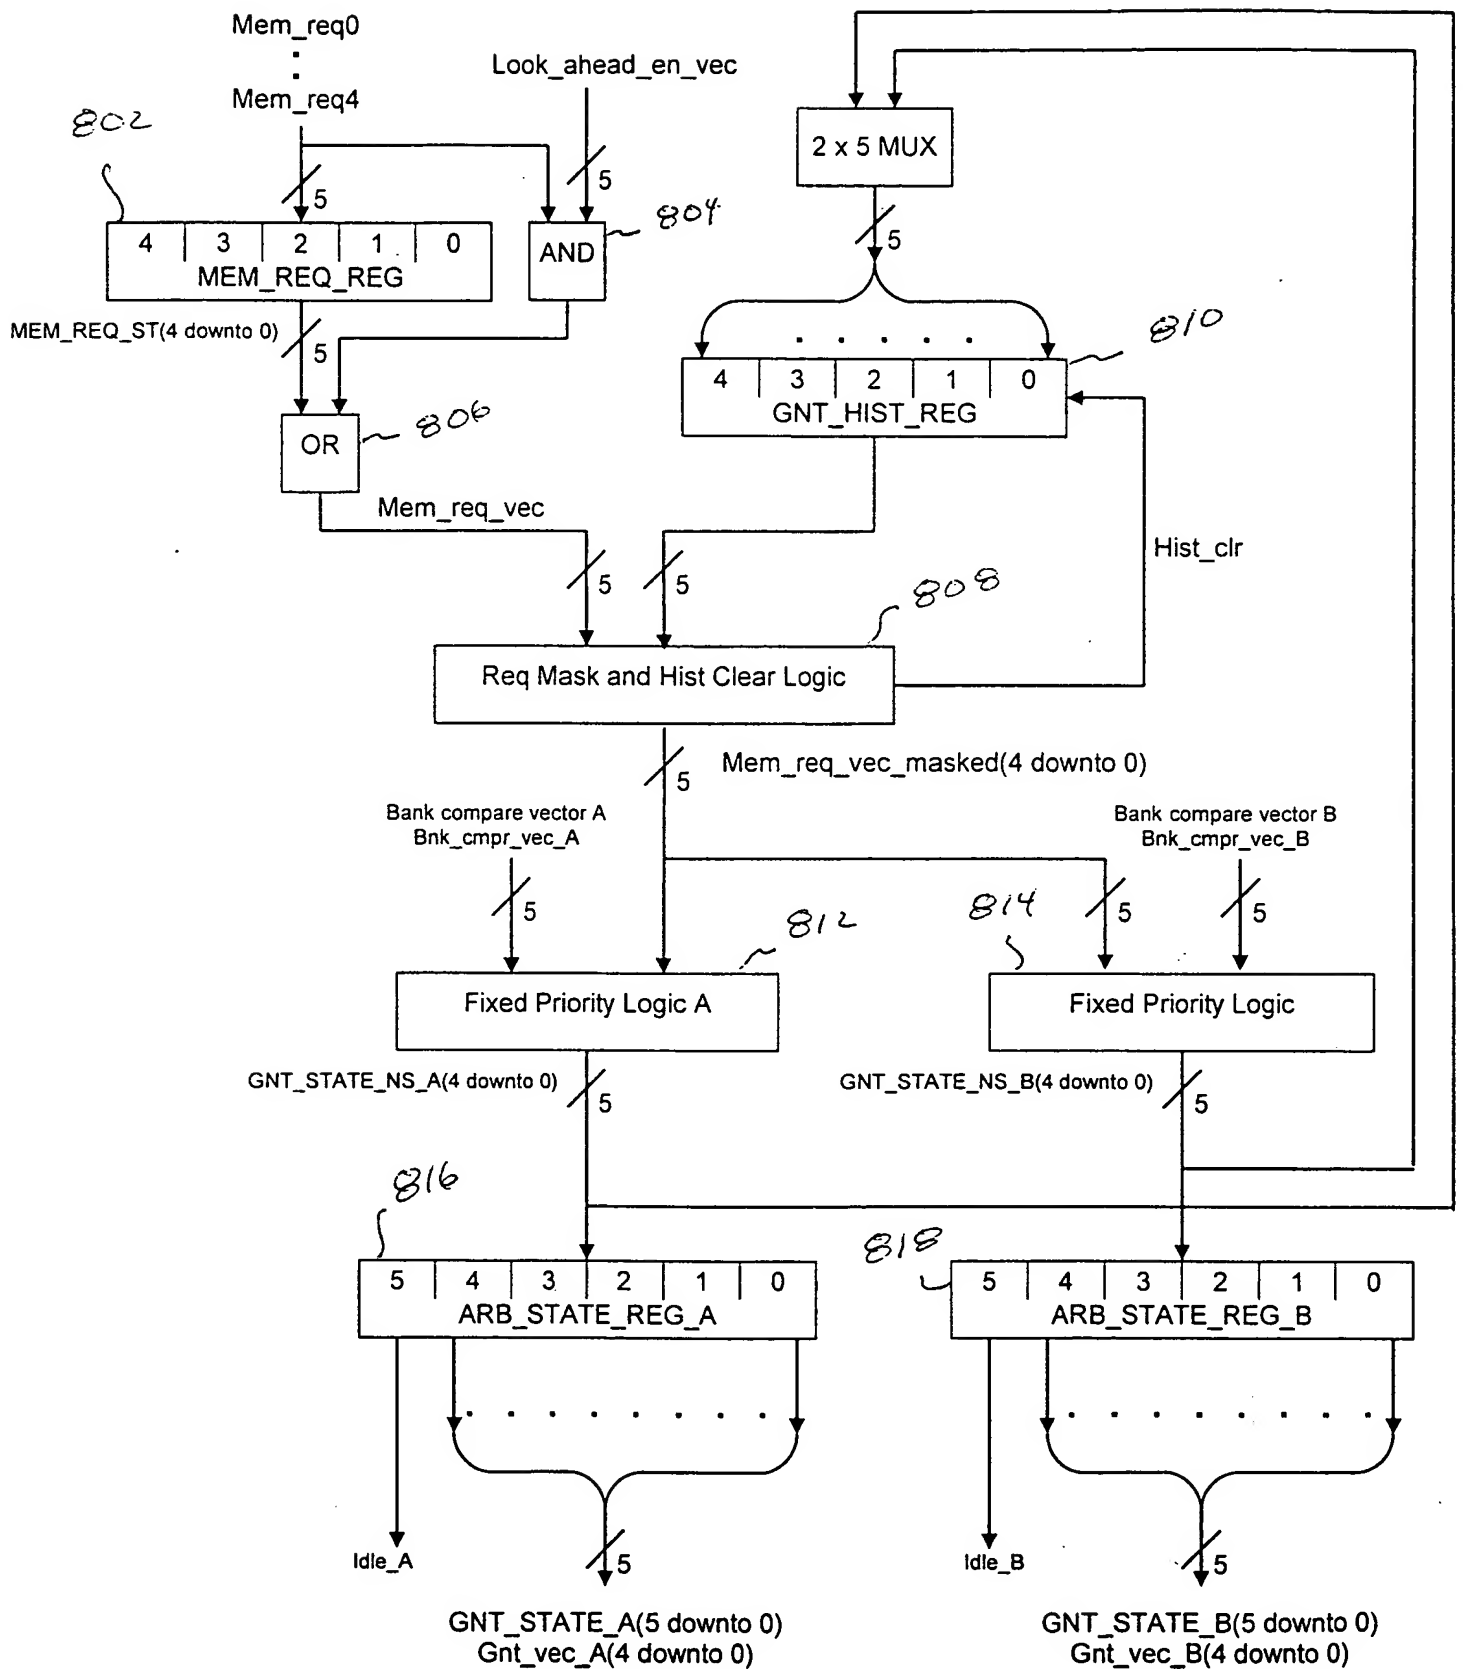 Mem_req0
Mem_req4
Look_ahead_en_vec
2 x 5 MUX
802
5
5
804
5
4 3 2 1 0
MEM_REQ_REG
AND
MEM_REQ_ST(4 downto 0)
5
810
4 3 2 1 0
GNT_HIST_REG
OR
806
Mem_req_vec
Hist_clr
5
5
808
Req Mask and Hist Clear Logic
5
Mem_req_vec_masked(4 downto 0)
Bank compare vector A
Bnk_cmpr_vec_A
Bank compare vector B
Bnk_cmpr_vec_B
5
812
814
5
5
Fixed Priority Logic A
Fixed Priority Logic
GNT_STATE_NS_A(4 downto 0)
5
GNT_STATE_NS_B(4 downto 0)
5
816
818
5 4 3 2 1 0
ARB_STATE_REG_A
5 4 3 2 1 0
ARB_STATE_REG_B
Idle_A
5
Idle_B
5
GNT_STATE_A(5 downto 0)
Gnt_vec_A(4 downto 0)
GNT_STATE_B(5 downto 0)
Gnt_vec_B(4 downto 0)